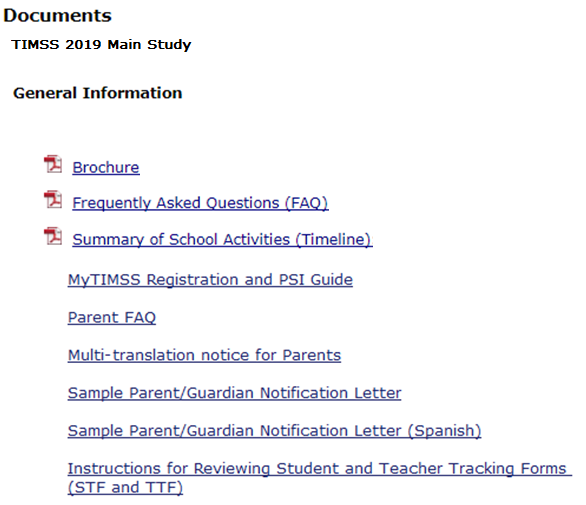 Documents
TIMSS 2019 Main Study
General Information
Brochure
Frequently Asked Questions (FAQ)
Summary of School Activities (Timeline)
MyTIMSS Registration and PSI Guide
Parent FAQ
Multi-translation notice for Parents
Sample Parent/Guardian Notification Letter
Sample Parent/Guardian Notification Letter (Spanish)
Instructions for Reviewing Student and Teacher Tracking Forms
(STF and TTF)